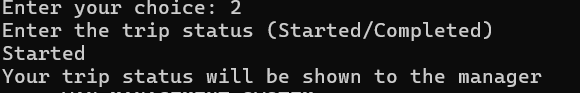 Enter your choice: 2
Enter the trip status (Started/Completed)
Started
Your trip status will be shown to the manager